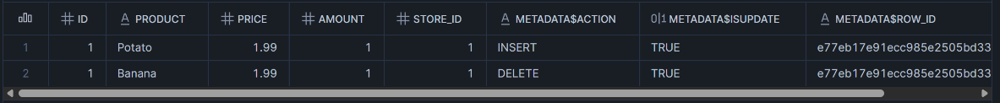 ID PRODUCT PRICE AMOUNT STORE_ID METADATA$ACTION METADATA$ISUPDATE METADATA$ROW_ID
1 1 Potato 1.99 1 1 INSERT TRUE e77eb17e91ecc985e2505bd33
2 1 Banana 1.99 1 1 DELETE TRUE e77eb17e91ecc985e2505bd33